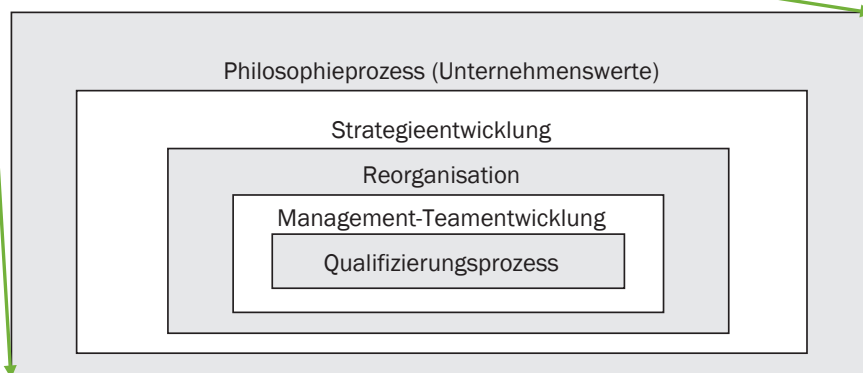 Philosophieprozess (Unternehmenswerte)
Strategieentwicklung
Reorganisation
Management-Teamentwicklung
Qualifizierungsprozess